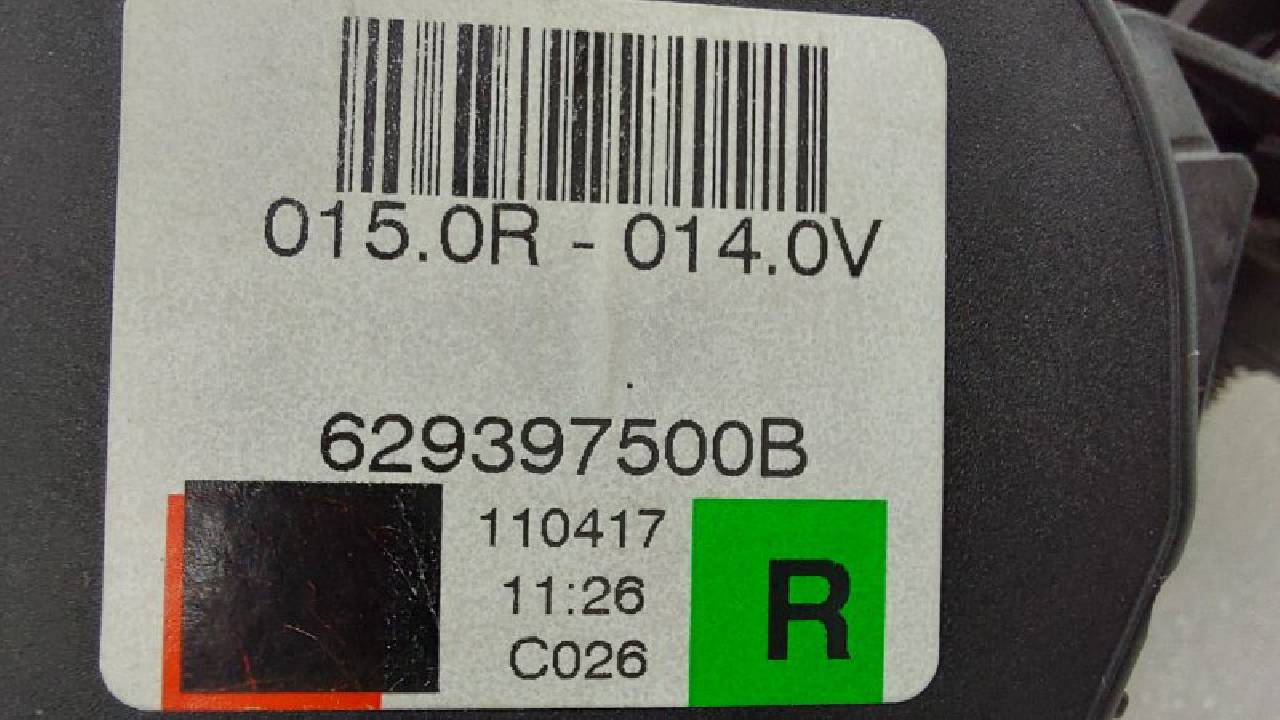 015.0R - 014.0V
629397500B
110417
11:26
C026
R